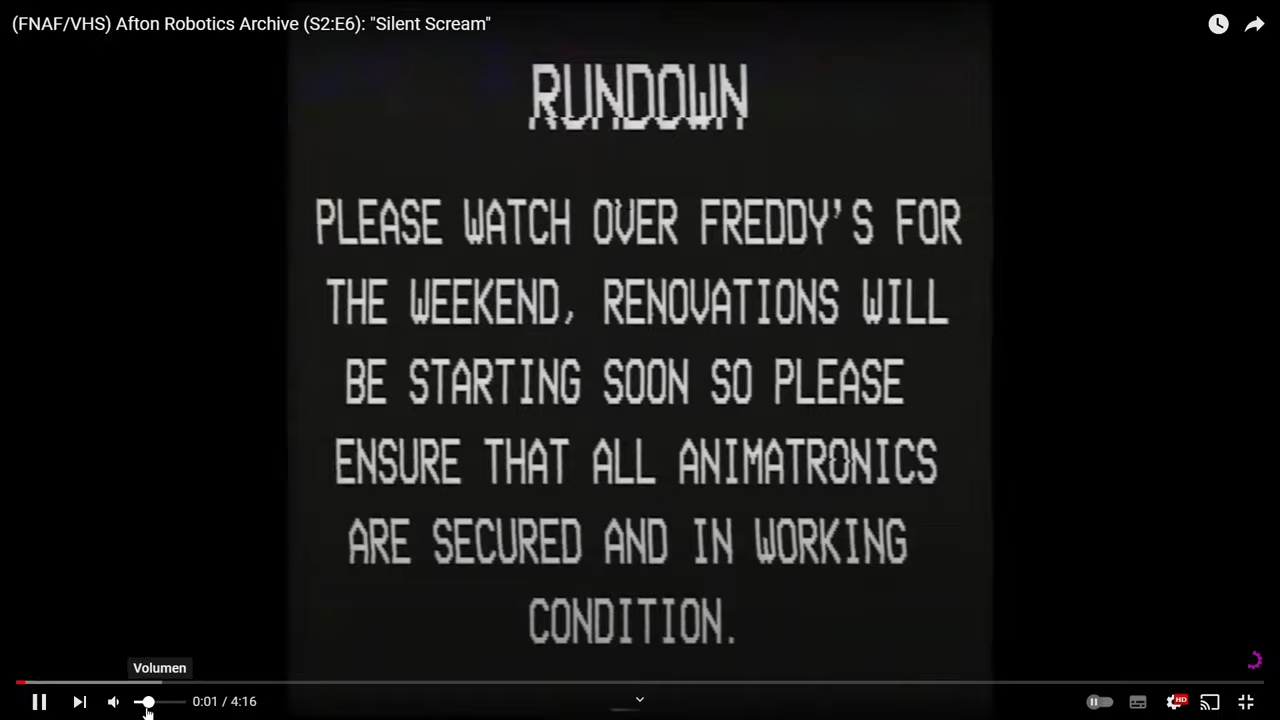 (FNAF/VHS) Afton Robotics Archive (S2:E6): "Silent Scream"
RUNDOWN
PLEASE WATCH OVER FREDDY'S FOR
THE WEEKEND, RENOVATIONS WILL
BE STARTING SOON SO PLEASE
ENSURE THAT ALL ANIMATRONICS
ARE SECURED AND IN WORKING
CONDITION.
Volumen
0:01 / 4:16
HD